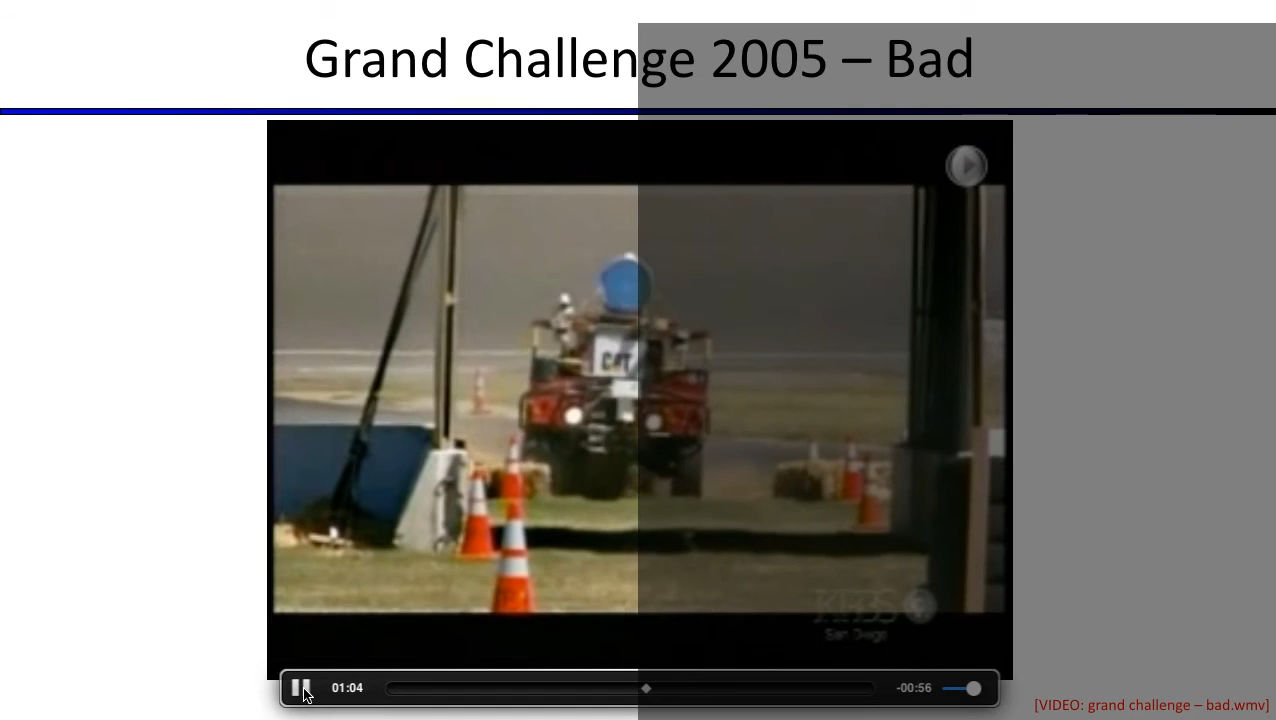 Grand Challenge 2005 – Bad
CAT
KPBS
San Diego
01:04
-00:56
[VIDEO: grand challenge – bad.wmv]